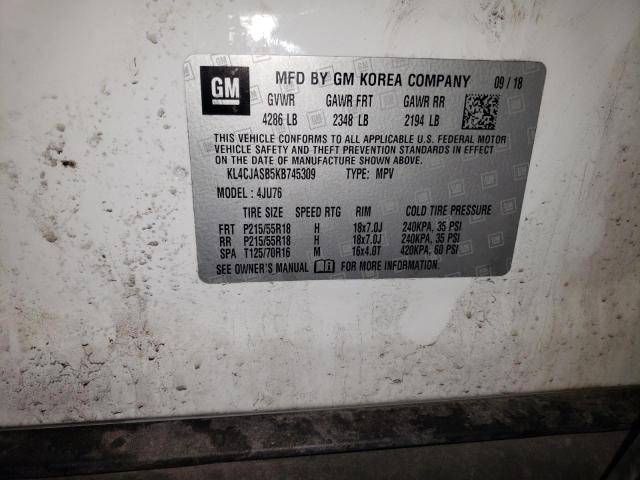 GM
MFD BY GM KOREA COMPANY 09/18
GVWR GAWR FRT GAWR RR
4286 LB 2348 LB 2194 LB
THIS VEHICLE CONFORMS TO ALL APPLICABLE U.S. FEDERAL MOTOR
VEHICLE SAFETY AND THEFT PREVENTION STANDARDS IN EFFECT
ON THE DATE OF MANUFACTURE SHOWN ABOVE.
KL4CJASB5KB745309 TYPE: MPV
MODEL: 4JU76
TIRE SIZE SPEED RTG RIM COLD TIRE PRESSURE
FRT P215/55R18 H 18x7.0J 240KPA, 35 PSI
RR P215/55R18 H 18x7.0J 240KPA, 35 PSI
SPA T125/70R16 M 16x4.0T 420KPA, 60 PSI
SEE OWNER'S MANUAL FOR MORE INFORMATION.